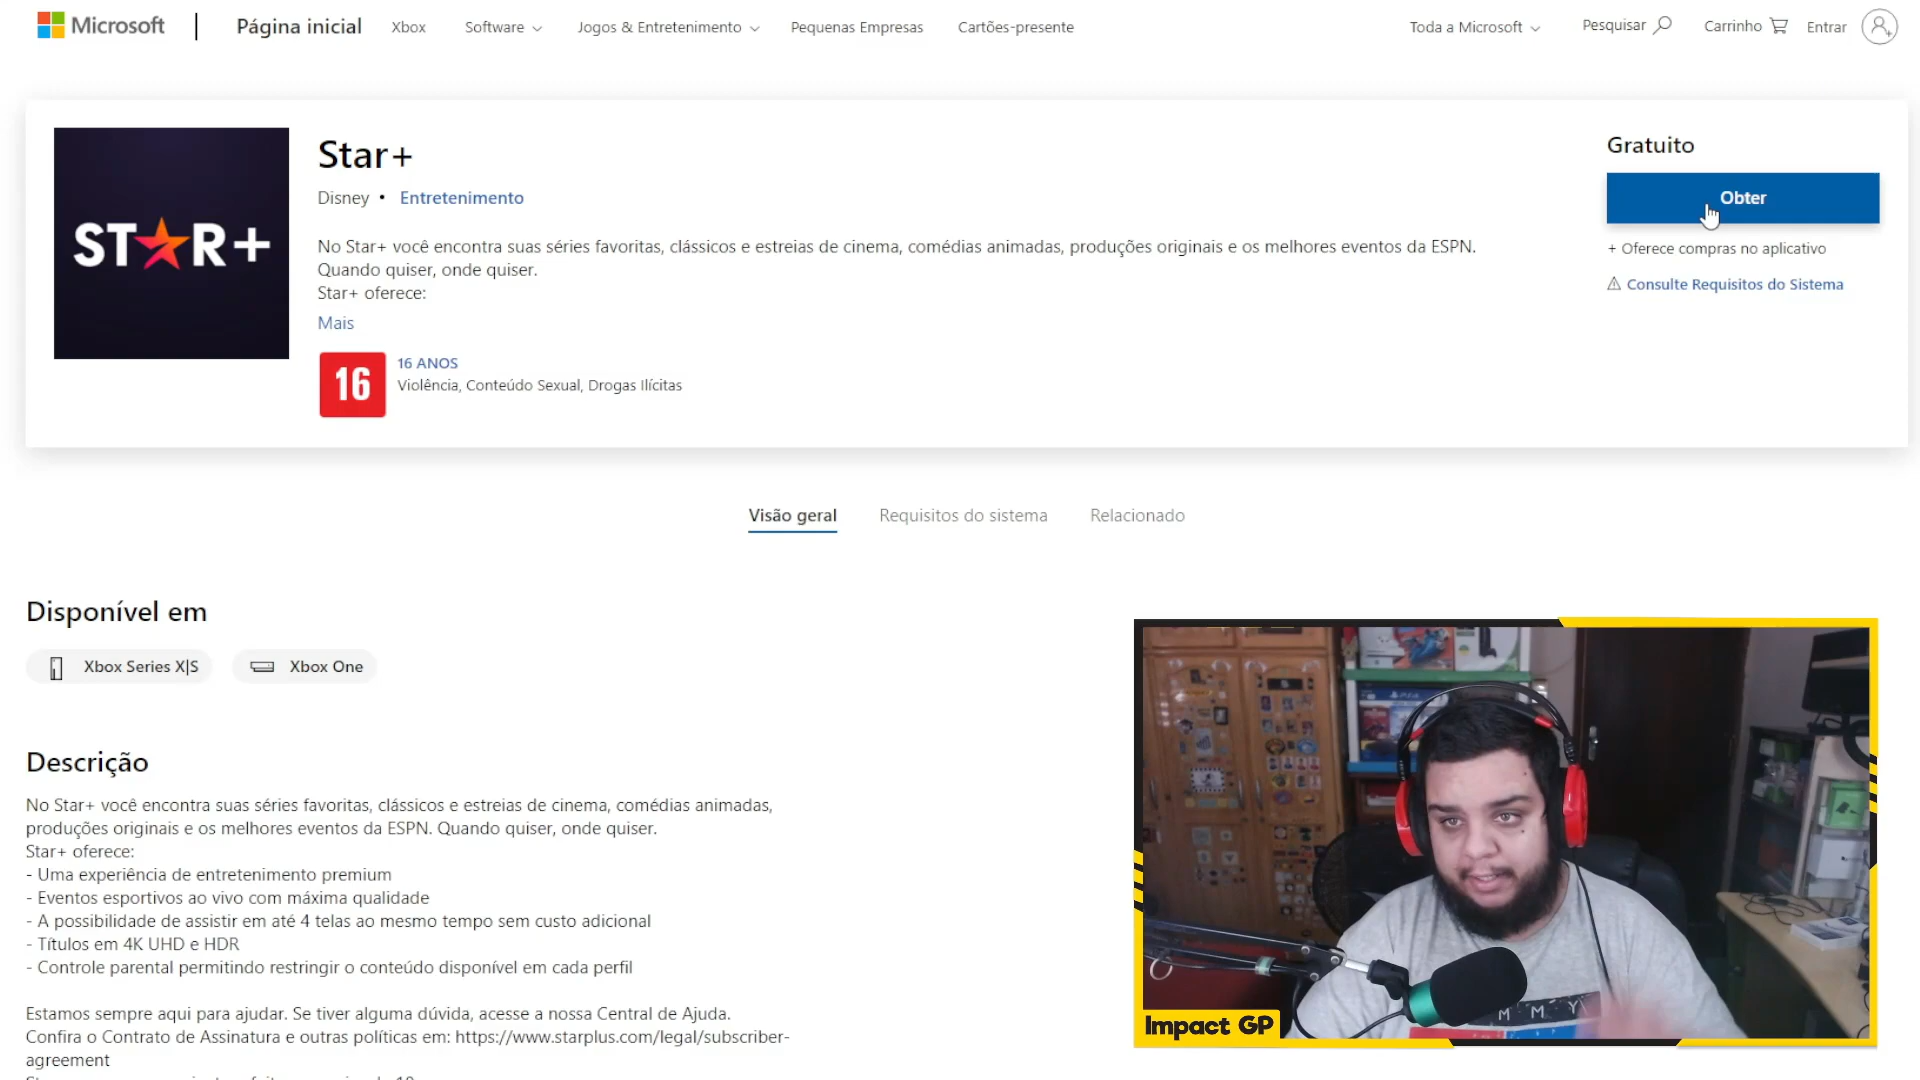 Microsoft
Página inicial
Xbox
Software
Jogos & Entretenimento
Pequenas Empresas
Cartões-presente
Toda a Microsoft
Pesquisar
Carrinho
Entrar
STAR+
Star+
Disney • Entretenimento
No Star+ você encontra suas séries favoritas, clássicos e estreias de cinema, comédias animadas, produções originais e os melhores eventos da ESPN.
Quando quiser, onde quiser.
Star+ oferece:
Mais
16
16 ANOS
Violência, Conteúdo Sexual, Drogas Ilícitas
Gratuito
Obter
+ Oferece compras no aplicativo
Consulte Requisitos do Sistema
Visão geral
Requisitos do sistema
Relacionado
Disponível em
Xbox Series X|S
Xbox One
Descrição
No Star+ você encontra suas séries favoritas, clássicos e estreias de cinema, comédias animadas,
produções originais e os melhores eventos da ESPN. Quando quiser, onde quiser.
Star+ oferece:
- Uma experiência de entretenimento premium
- Eventos esportivos ao vivo com máxima qualidade
- A possibilidade de assistir em até 4 telas ao mesmo tempo sem custo adicional
- Títulos em 4K UHD e HDR
- Controle parental permitindo restringir o conteúdo disponível em cada perfil
Estamos sempre aqui para ajudar. Se tiver alguma dúvida, acesse a nossa Central de Ajuda.
Confira o Contrato de Assinatura e outras políticas em: https://www.starplus.com/legal/subscriber-
agreement
PS4
MMY
Impact GP